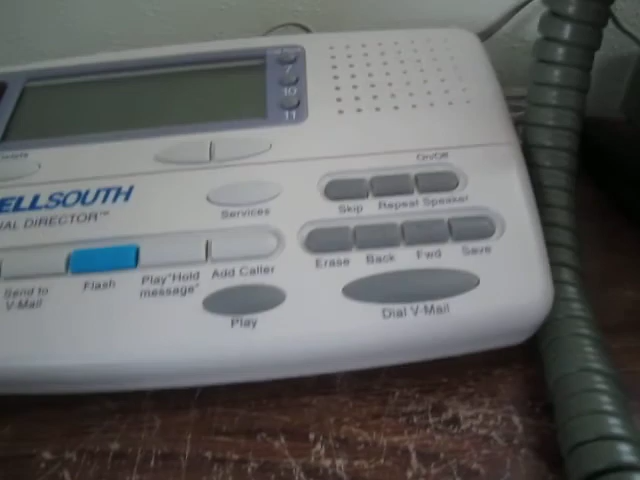 7
10
11
On/Off
Skip Repeat Speaker
ELLSOUTH
Services
IAL DIRECTOR™
Erase Back Fwd Save
Send to
V-Mail
Flash
Play "Hold
message"
Add Caller
Play
Dial V-Mail